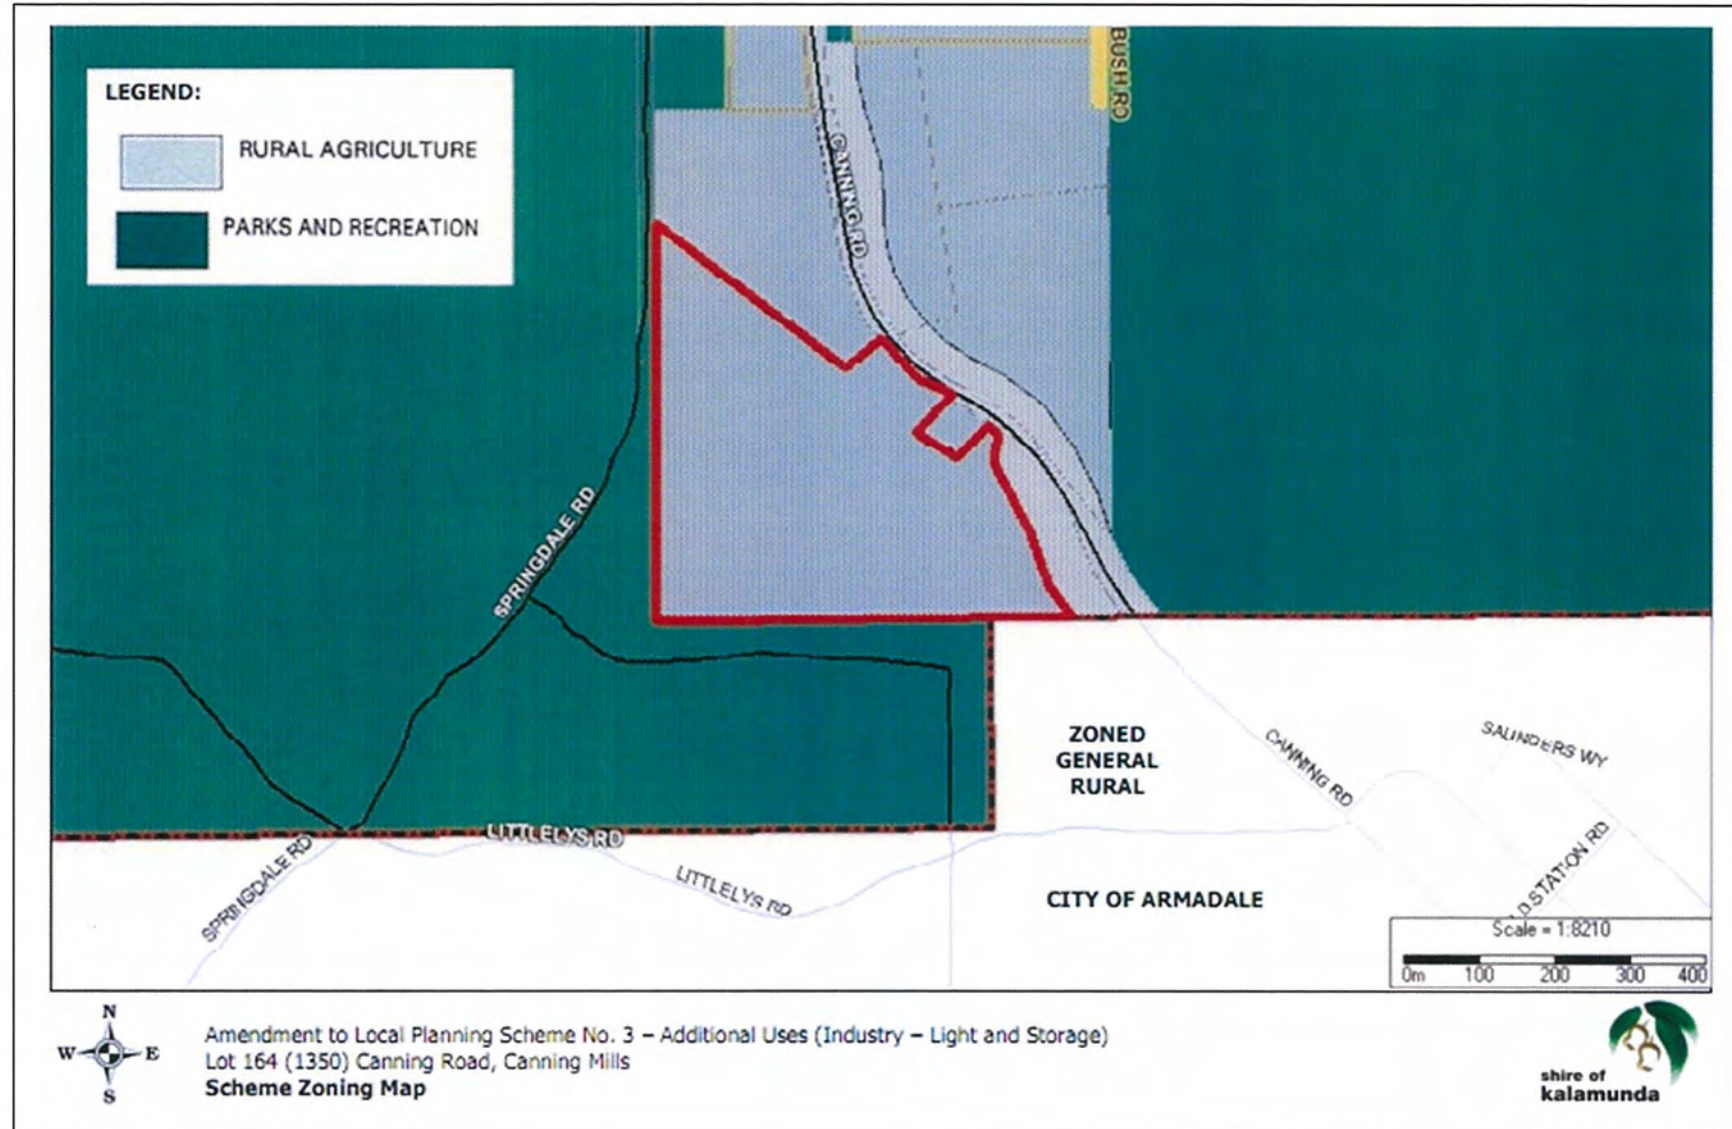 LEGEND:
RURAL AGRICULTURE
PARKS AND RECREATION
BUSH RD
CANNING RD
SPRINGDALE RD
ZONED
GENERAL
RURAL
CANNING RD
SAUNDERS WY
LITTLELYS RD
SPRINGDALE RD
LITTLELYS RD
CITY OF ARMADALE
LD STATION RD
Scale = 1:8210
0m 100 200 300 400
N
W E
S
Amendment to Local Planning Scheme No. 3 – Additional Uses (Industry – Light and Storage)
Lot 164 (1350) Canning Road, Canning Mills
Scheme Zoning Map
shire of
kalamunda